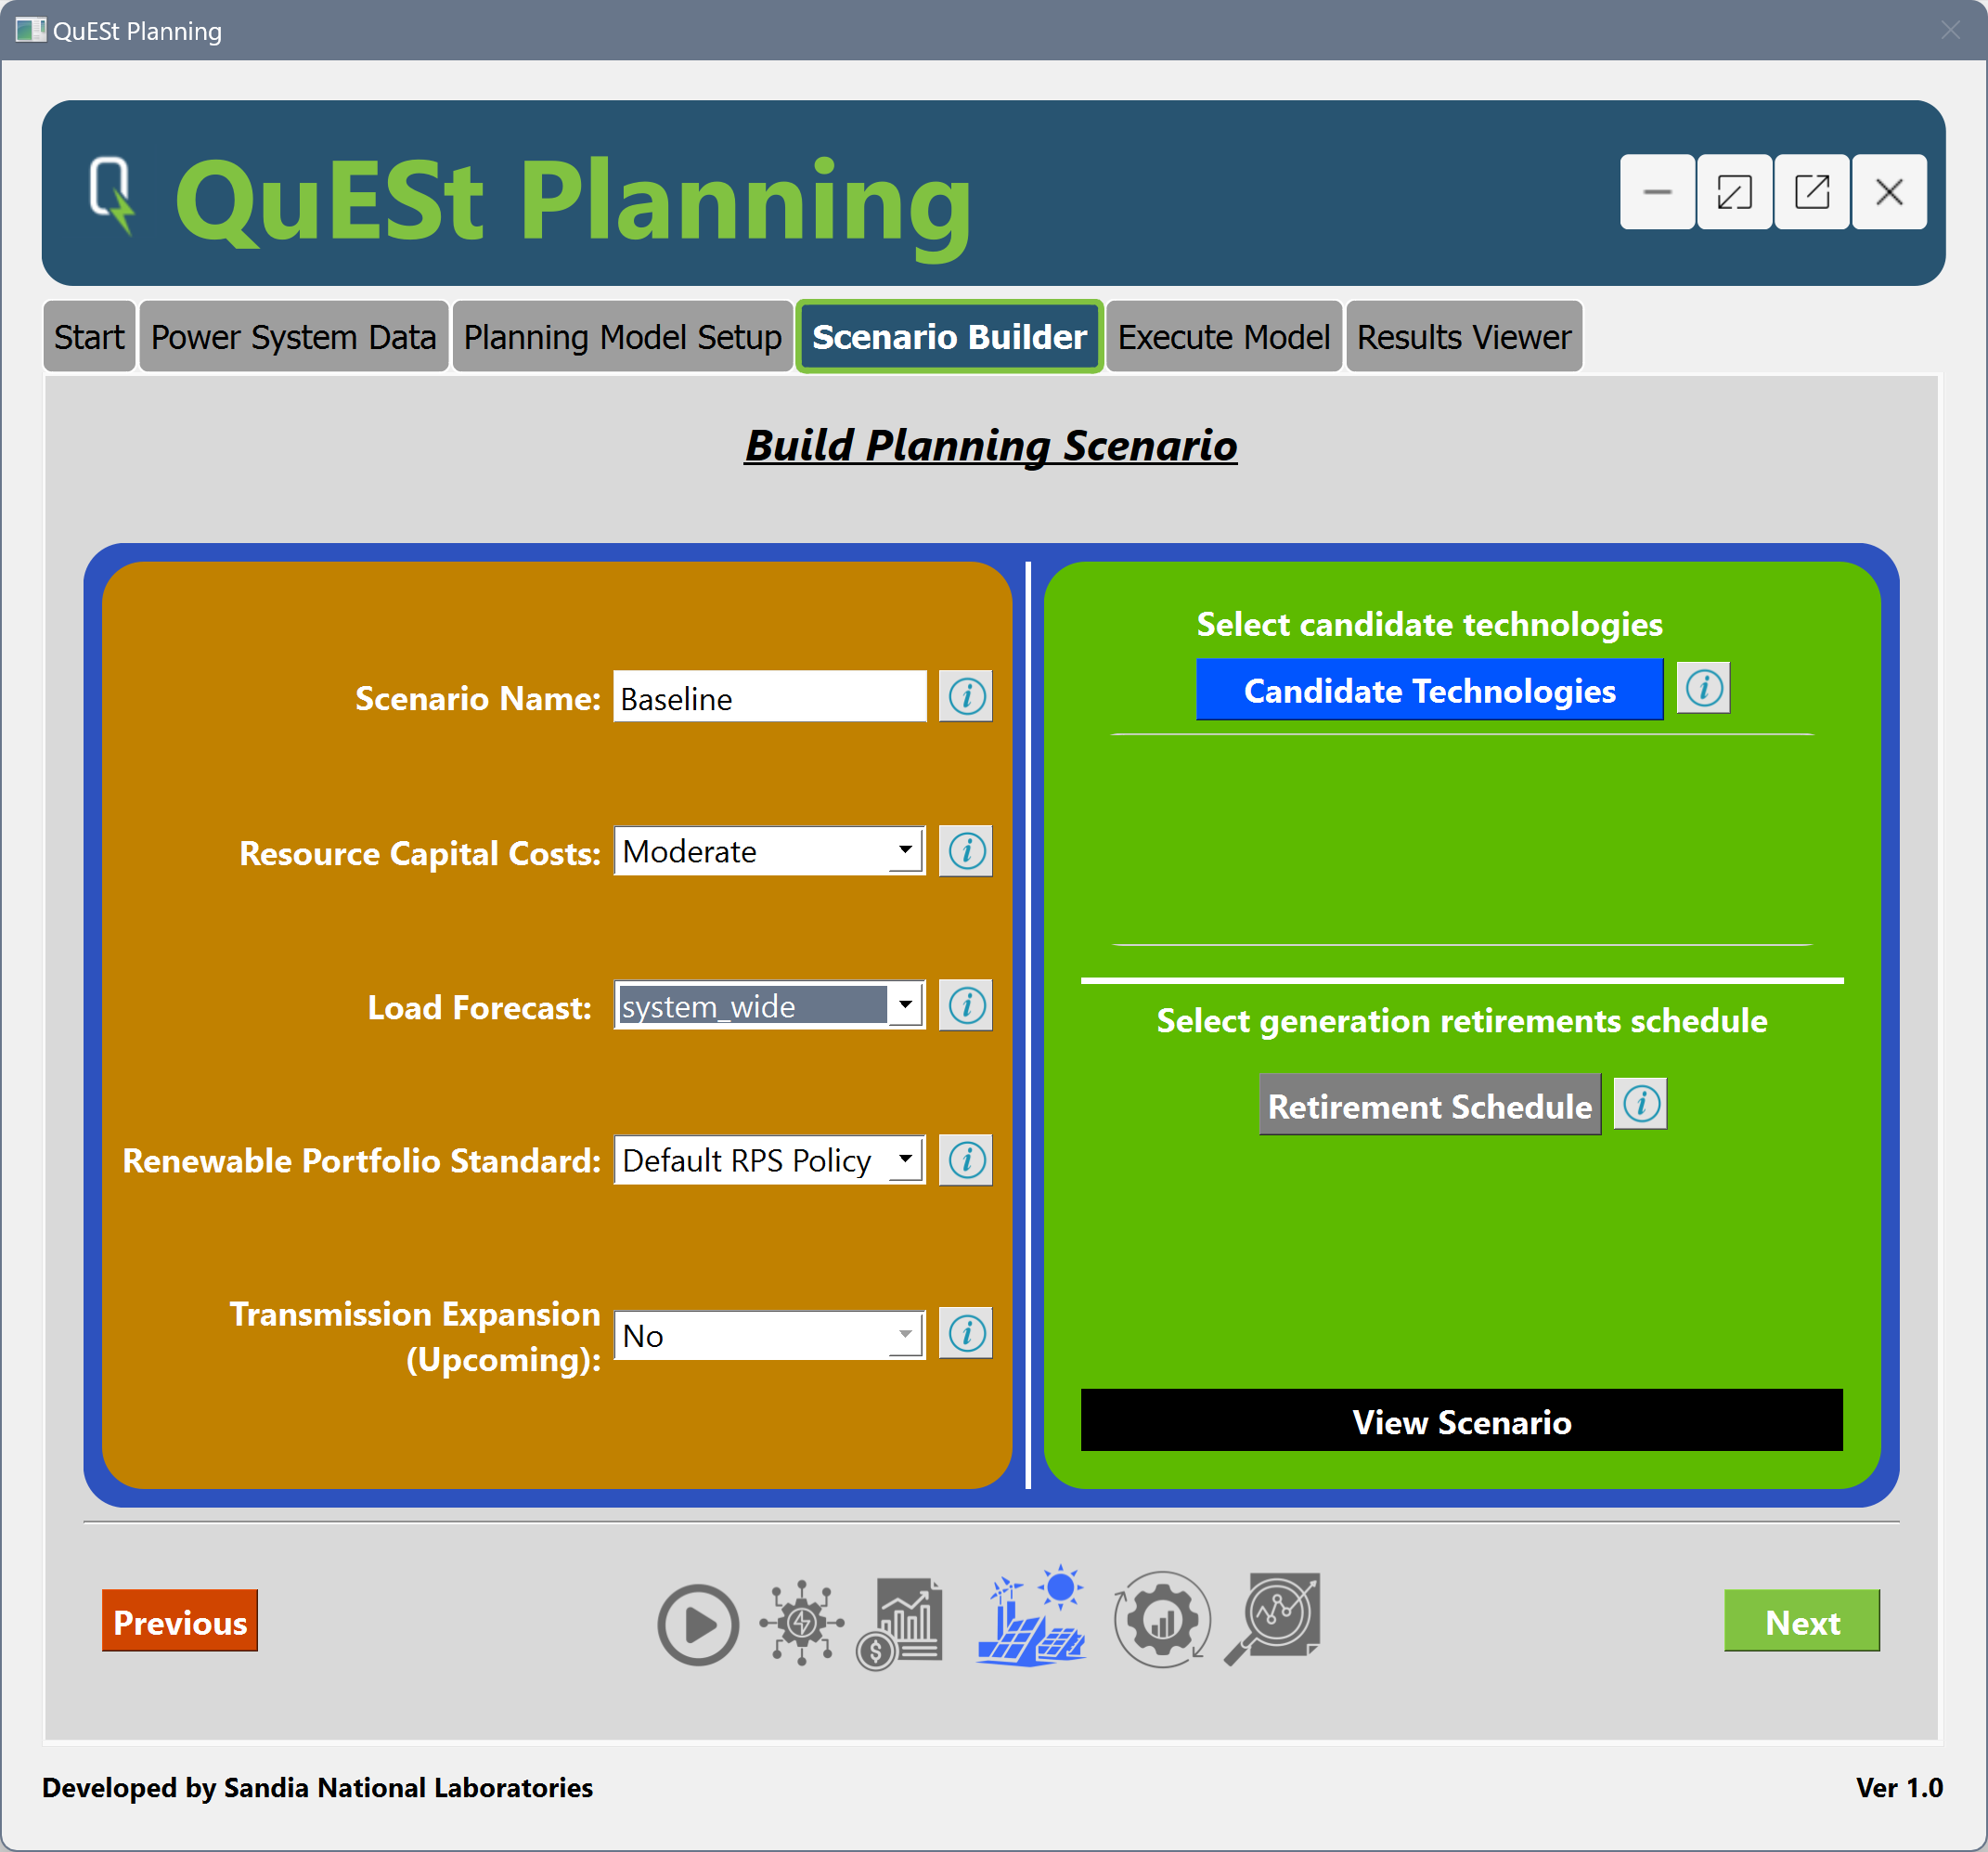 QuESt Planning
QuESt Planning
Start
Power System Data
Planning Model Setup
Scenario Builder
Execute Model
Results Viewer
Build Planning Scenario
Scenario Name:
Baseline
Resource Capital Costs:
Moderate
Load Forecast:
system_wide
Renewable Portfolio Standard:
Default RPS Policy
Transmission Expansion
(Upcoming):
No
Select candidate technologies
Candidate Technologies
Select generation retirements schedule
Retirement Schedule
View Scenario
Previous
Next
Developed by Sandia National Laboratories
Ver 1.0